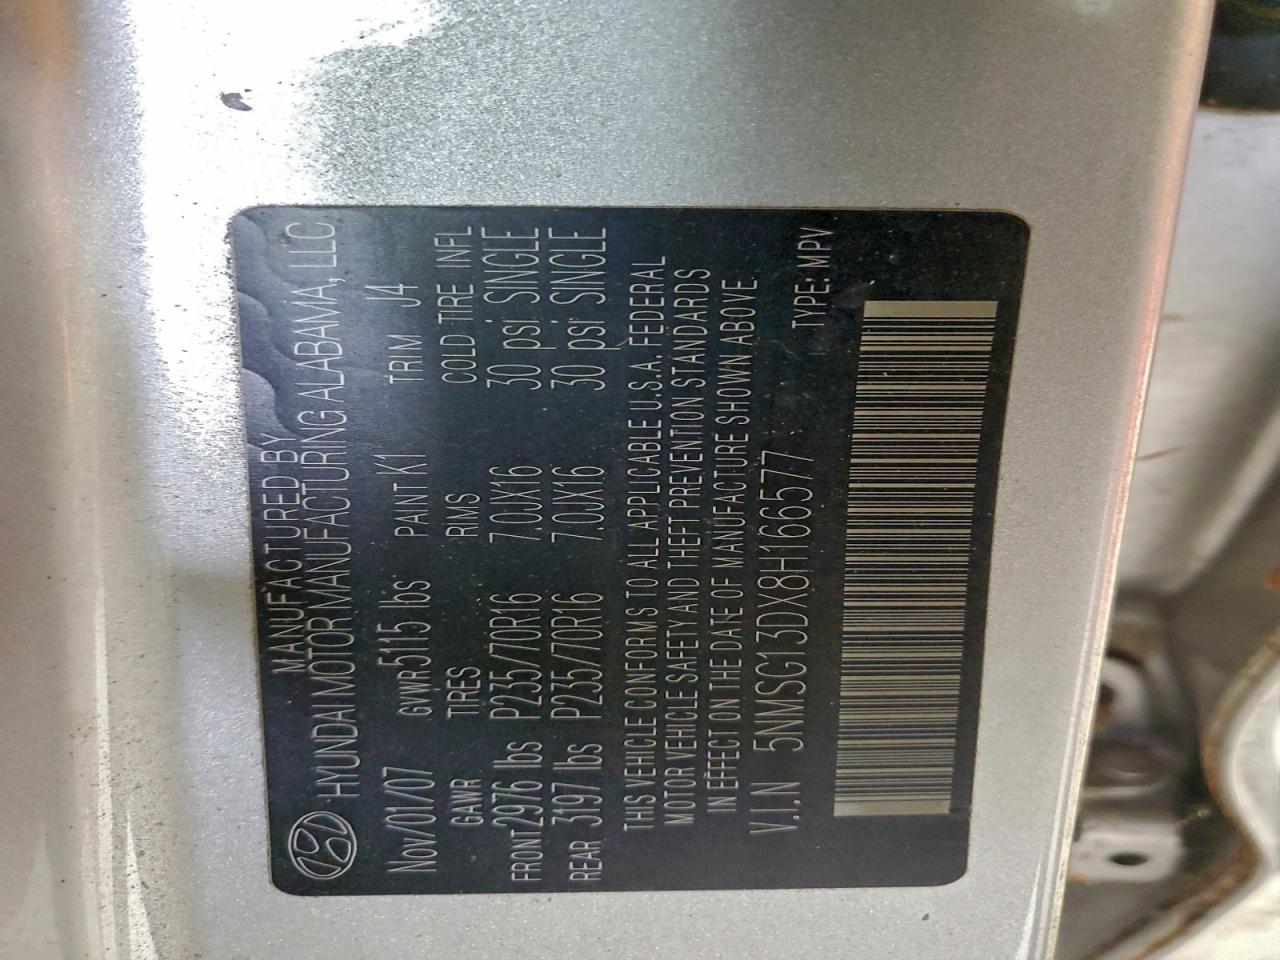 MANUFACTURED BY
HYUNDAI MOTOR MANUFACTURING ALABAMA, LLC
Nov/01/07 GVWR 5115 lbs PAINT K1 TRIM J4
GAWR TIRES RIMS COLD TIRE INFL
FRONT 2976 lbs P235/70R16 7.0JX16 30 psi SINGLE
REAR 3197 lbs P235/70R16 7.0JX16 30 psi SINGLE
THIS VEHICLE CONFORMS TO ALL APPLICABLE U.S.A. FEDERAL
MOTOR VEHICLE SAFETY AND THEFT PREVENTION STANDARDS
IN EFFECT ON THE DATE OF MANUFACTURE SHOWN ABOVE.
V.I.N 5NMSG13DX8H166577 TYPE: MPV